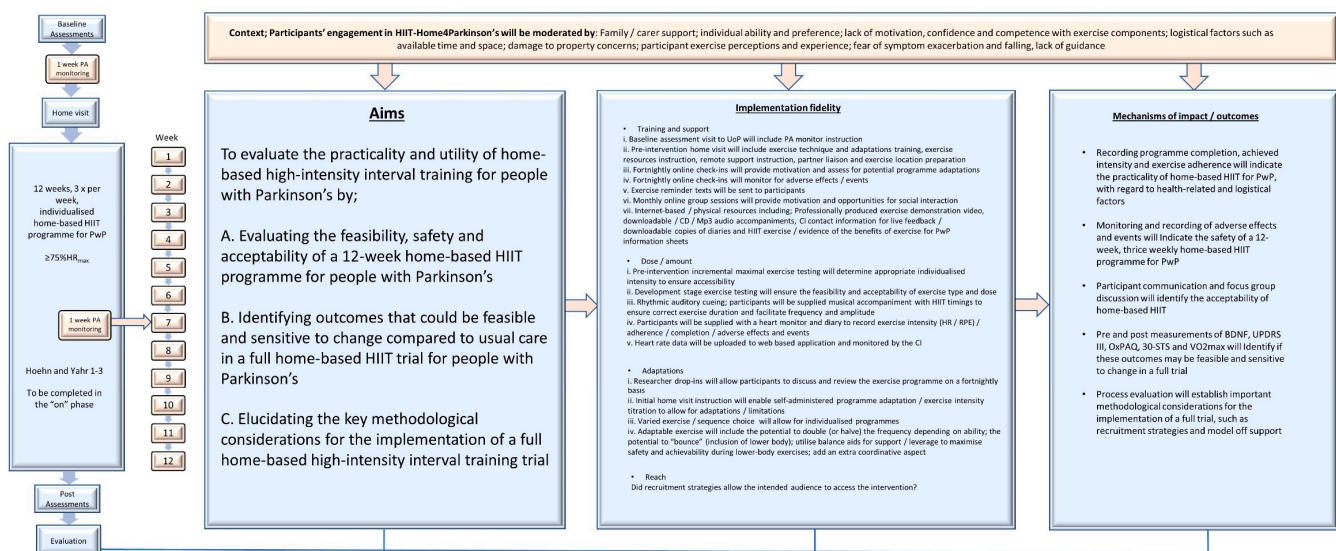 Baseline
Assessments
1 week PA
monitoring
Home visit
12 weeks, 3 x per
week,
individualised
home-based HIIT
programme for PwP
≥75%HRmax
1 week PA
monitoring
Hoehn and Yahr 1-3
To be completed in
the “on” phase
Post
Assessments
Evaluation
Week
1
2
3
4
5
6
7
8
9
10
11
12
Context; Participants’ engagement in HIIT-Home4Parkinson’s will be moderated by: Family / carer support; individual ability and preference; lack of motivation, confidence and competence with exercise components; logistical factors such as
available time and space; damage to property concerns; participant exercise perceptions and experience; fear of symptom exacerbation and falling, lack of guidance
Aims
To evaluate the practicality and utility of home-
based high-intensity interval training for people
with Parkinson’s by;
A. Evaluating the feasibility, safety and
acceptability of a 12-week home-based HIIT
programme for people with Parkinson’s
B. Identifying outcomes that could be feasible
and sensitive to change compared to usual care
in a full home-based HIIT trial for people with
Parkinson’s
C. Elucidating the key methodological
considerations for the implementation of a full
home-based high-intensity interval training trial
Implementation fidelity
• Training and support
i. Baseline assessment visit to UoP will include PA monitor instruction
ii. Pre-intervention home visit will include exercise technique and adaptations training, exercise
resources instruction, remote support instruction, partner liaison and exercise location preparation
iii. Fortnightly online check-ins will provide motivation and assess for potential programme adaptations
iv. Fortnightly online check-ins will monitor for adverse effects / events
v. Exercise reminder texts will be sent to participants
vi. Monthly online group sessions will provide motivation and opportunities for social interaction
vii. Internet-based / physical resources including; Professionally produced exercise demonstration video,
downloadable / CD / Mp3 audio accompaniments, CI contact information for live feedback /
downloadable copies of diaries and HIIT exercise / evidence of the benefits of exercise for PwP
information sheets
• Dose / amount
i. Pre-intervention incremental maximal exercise testing will determine appropriate individualised
intensity to ensure accessibility
ii. Development stage exercise testing will ensure the feasibility and acceptability of exercise type and dose
iii. Rhythmic auditory cueing; participants will be supplied musical accompaniment with HIIT timings to
ensure correct exercise duration and facilitate frequency and amplitude
iv. Participants will be supplied with a heart monitor and diary to record exercise intensity (HR / RPE) /
adherence / completion / adverse effects and events
v. Heart rate data will be uploaded to web based application and monitored by the CI
• Adaptations
i. Researcher drop-ins will allow participants to discuss and review the exercise programme on a fortnightly
basis
ii. Initial home visit instruction will enable self-administered programme adaptation / exercise intensity
titration to allow for adaptations / limitations
iii. Varied exercise / sequence choice will allow for individualised programmes
iv. Adaptable exercise will include the potential to double (or halve) the frequency depending on ability; the
potential to “bounce” (inclusion of lower body); utilise balance aids for support / leverage to maximise
safety and achievability during lower-body exercises; add an extra coordinative aspect
• Reach
Did recruitment strategies allow the intended audience to access the intervention?
Mechanisms of impact / outcomes
• Recording programme completion, achieved
intensity and exercise adherence will indicate
the practicality of home-based HIIT for PwP,
with regard to health-related and logistical
factors
• Monitoring and recording of adverse effects
and events will Indicate the safety of a 12-
week, thrice weekly home-based HIIT
programme for PwP
• Participant communication and focus group
discussion will identify the acceptability of
home-based HIIT
• Pre and post measurements of BDNF, UPDRS
III, OxPAQ, 30-STS and VO2max will Identify if
these outcomes may be feasible and sensitive
to change in a full trial
• Process evaluation will establish important
methodological considerations for the
implementation of a full trial, such as
recruitment strategies and model off support